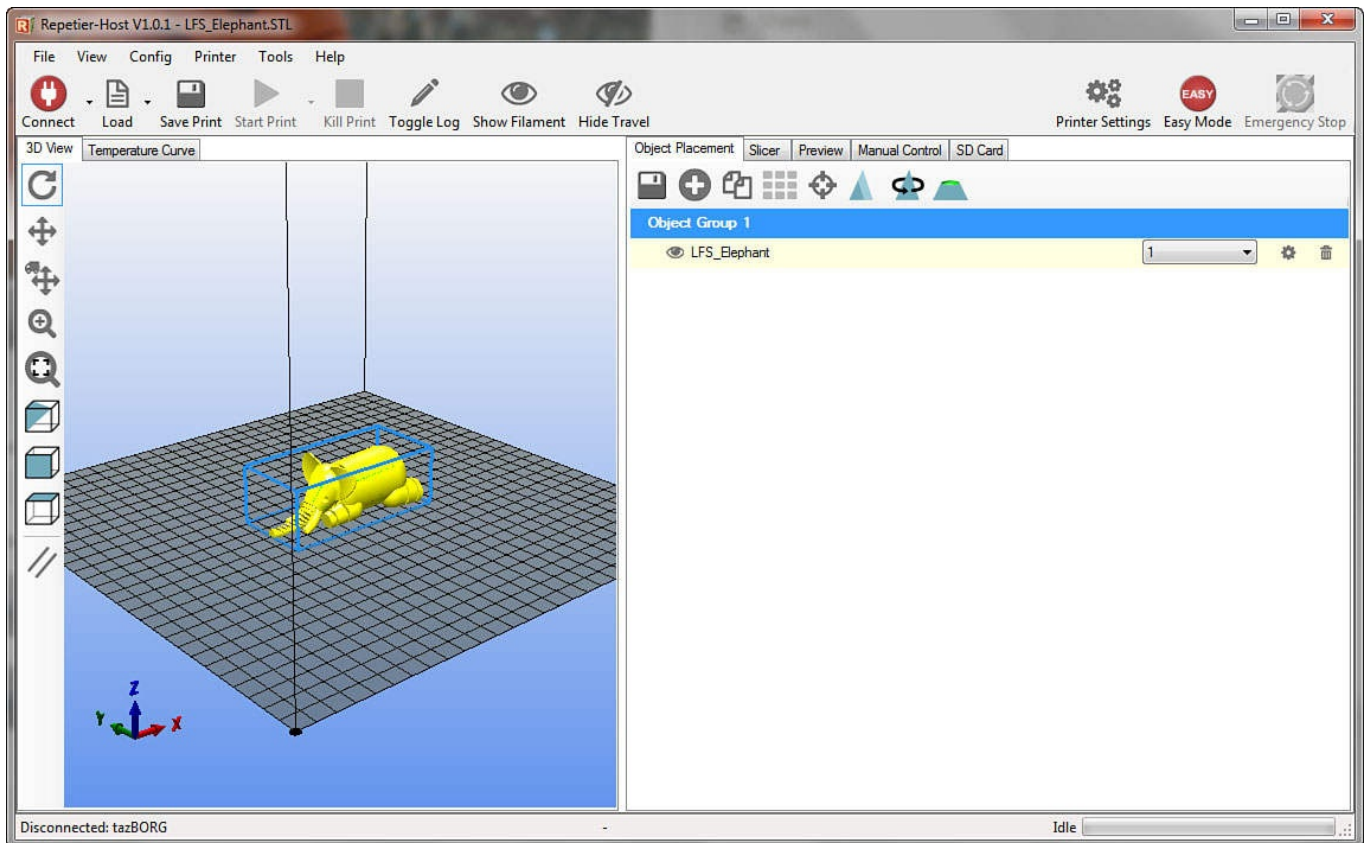 Repetier-Host V1.0.1 - LFS_Elephant.STL
File View Config Printer Tools Help
Connect Load Save Print Start Print Kill Print Toggle Log Show Filament Hide Travel Printer Settings EASY Easy Mode Emergency Stop
3D View Temperature Curve Object Placement Slicer Preview Manual Control SD Card
Object Group 1
LFS_Elephant 1
Z
Y X
Disconnected: tazBORG - Idle